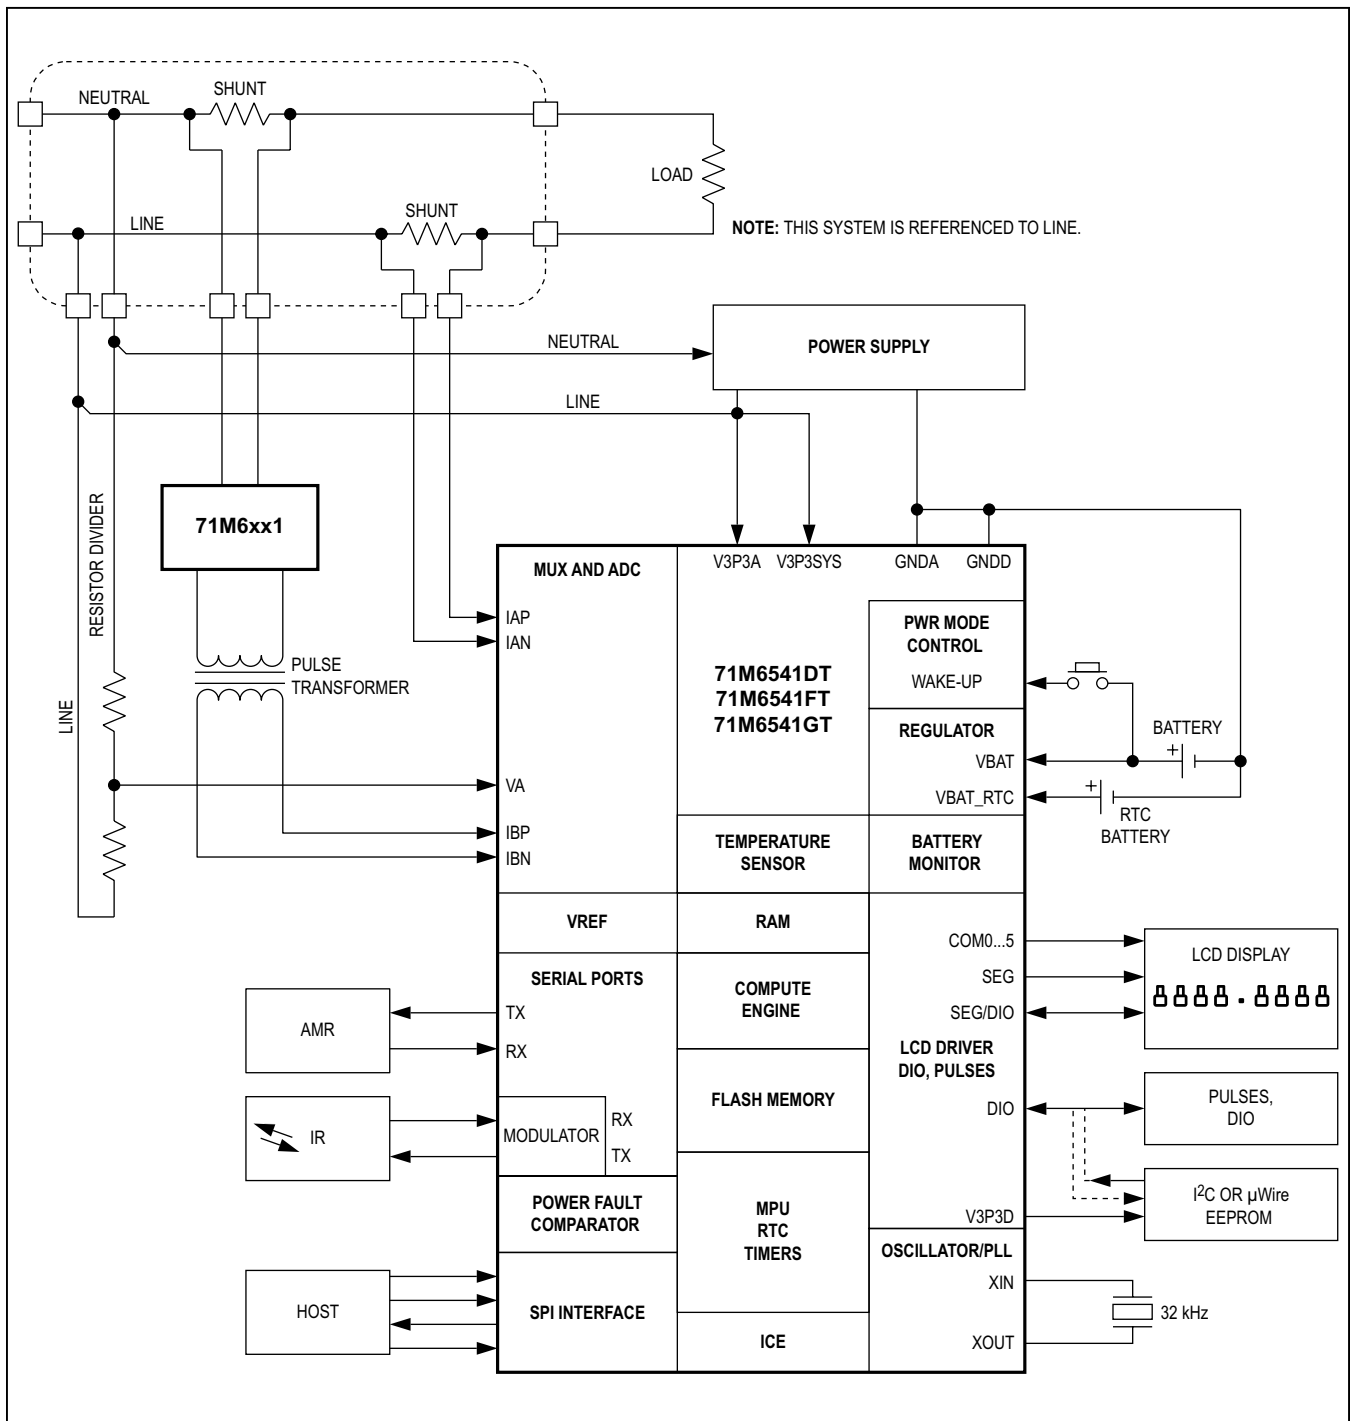 NEUTRAL
SHUNT
LOAD
LINE
SHUNT
NOTE: THIS SYSTEM IS REFERENCED TO LINE.
NEUTRAL
POWER SUPPLY
LINE
RESISTOR DIVIDER
LINE
71M6xx1
PULSE
TRANSFORMER
MUX AND ADC
V3P3A
V3P3SYS
GNDA
GNDD
IAP
IAN
71M6541DT
71M6541FT
71M6541GT
PWR MODE
CONTROL
WAKE-UP
REGULATOR
VBAT
VBAT_RTC
+
BATTERY
+
RTC
BATTERY
VA
IBP
IBN
TEMPERATURE
SENSOR
BATTERY
MONITOR
VREF
RAM
COM0...5
SEG
SEG/DIO
LCD DISPLAY
8888.8888
SERIAL PORTS
TX
RX
AMR
COMPUTE
ENGINE
LCD DRIVER
DIO, PULSES
FLASH MEMORY
DIO
PULSES,
DIO
IR
MODULATOR
RX
TX
I2C OR µWire
EEPROM
V3P3D
POWER FAULT
COMPARATOR
MPU
RTC
TIMERS
OSCILLATOR/PLL
XIN
32 kHz
XOUT
HOST
SPI INTERFACE
ICE